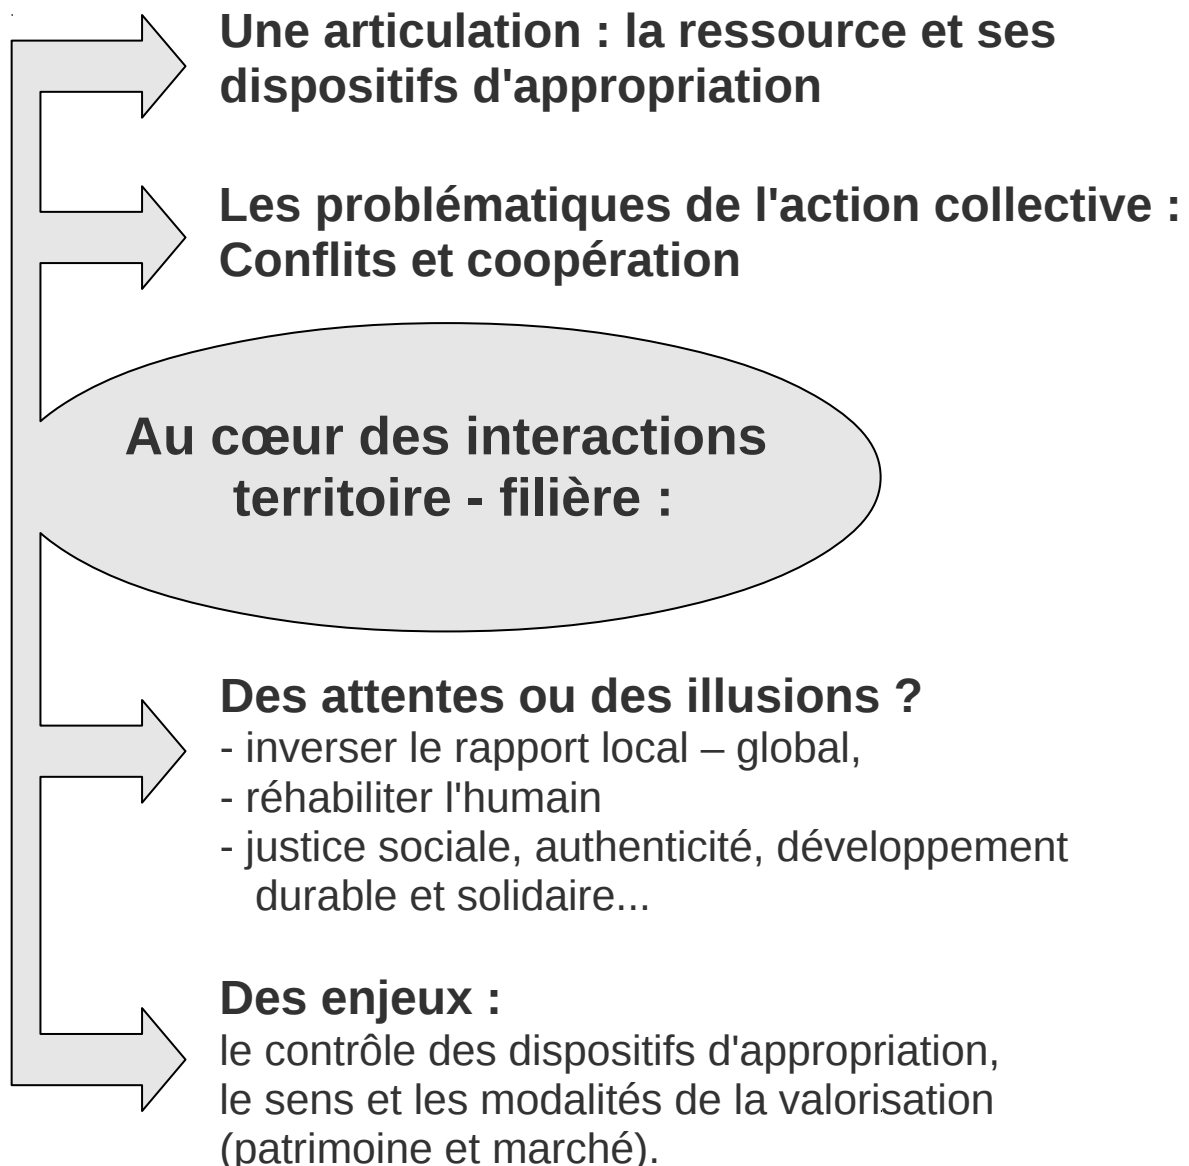 Une articulation : la ressource et ses
dispositifs d'appropriation
Les problématiques de l'action collective :
Conflits et coopération
Au cœur des interactions
territoire - filière :
Des attentes ou des illusions ?
- inverser le rapport local – global,
- réhabiliter l'humain
- justice sociale, authenticité, développement
durable et solidaire...
Des enjeux :
le contrôle des dispositifs d'appropriation,
le sens et les modalités de la valorisation
(patrimoine et marché).